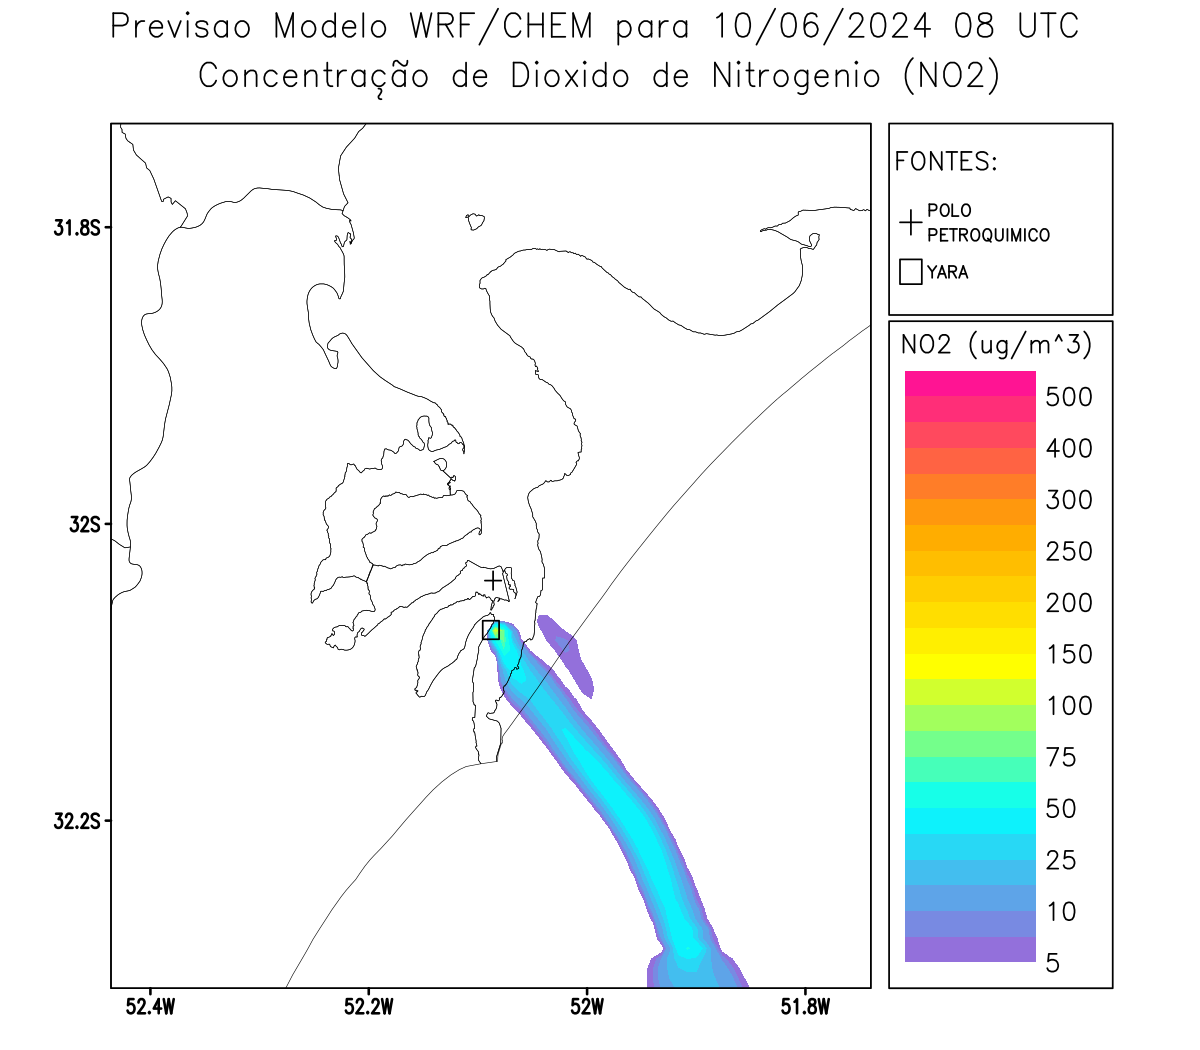 Previsao Modelo WRF/CHEM para 10/06/2024 08 UTC
Concentração de Dioxido de Nitrogenio (NO2)
FONTES:
POLO
PETROQUIMICO
YARA
NO2 (ug/m^3)
500
400
300
250
200
150
100
75
50
25
10
5
31.8S
32S
32.2S
52.4W
52.2W
52W
51.8W